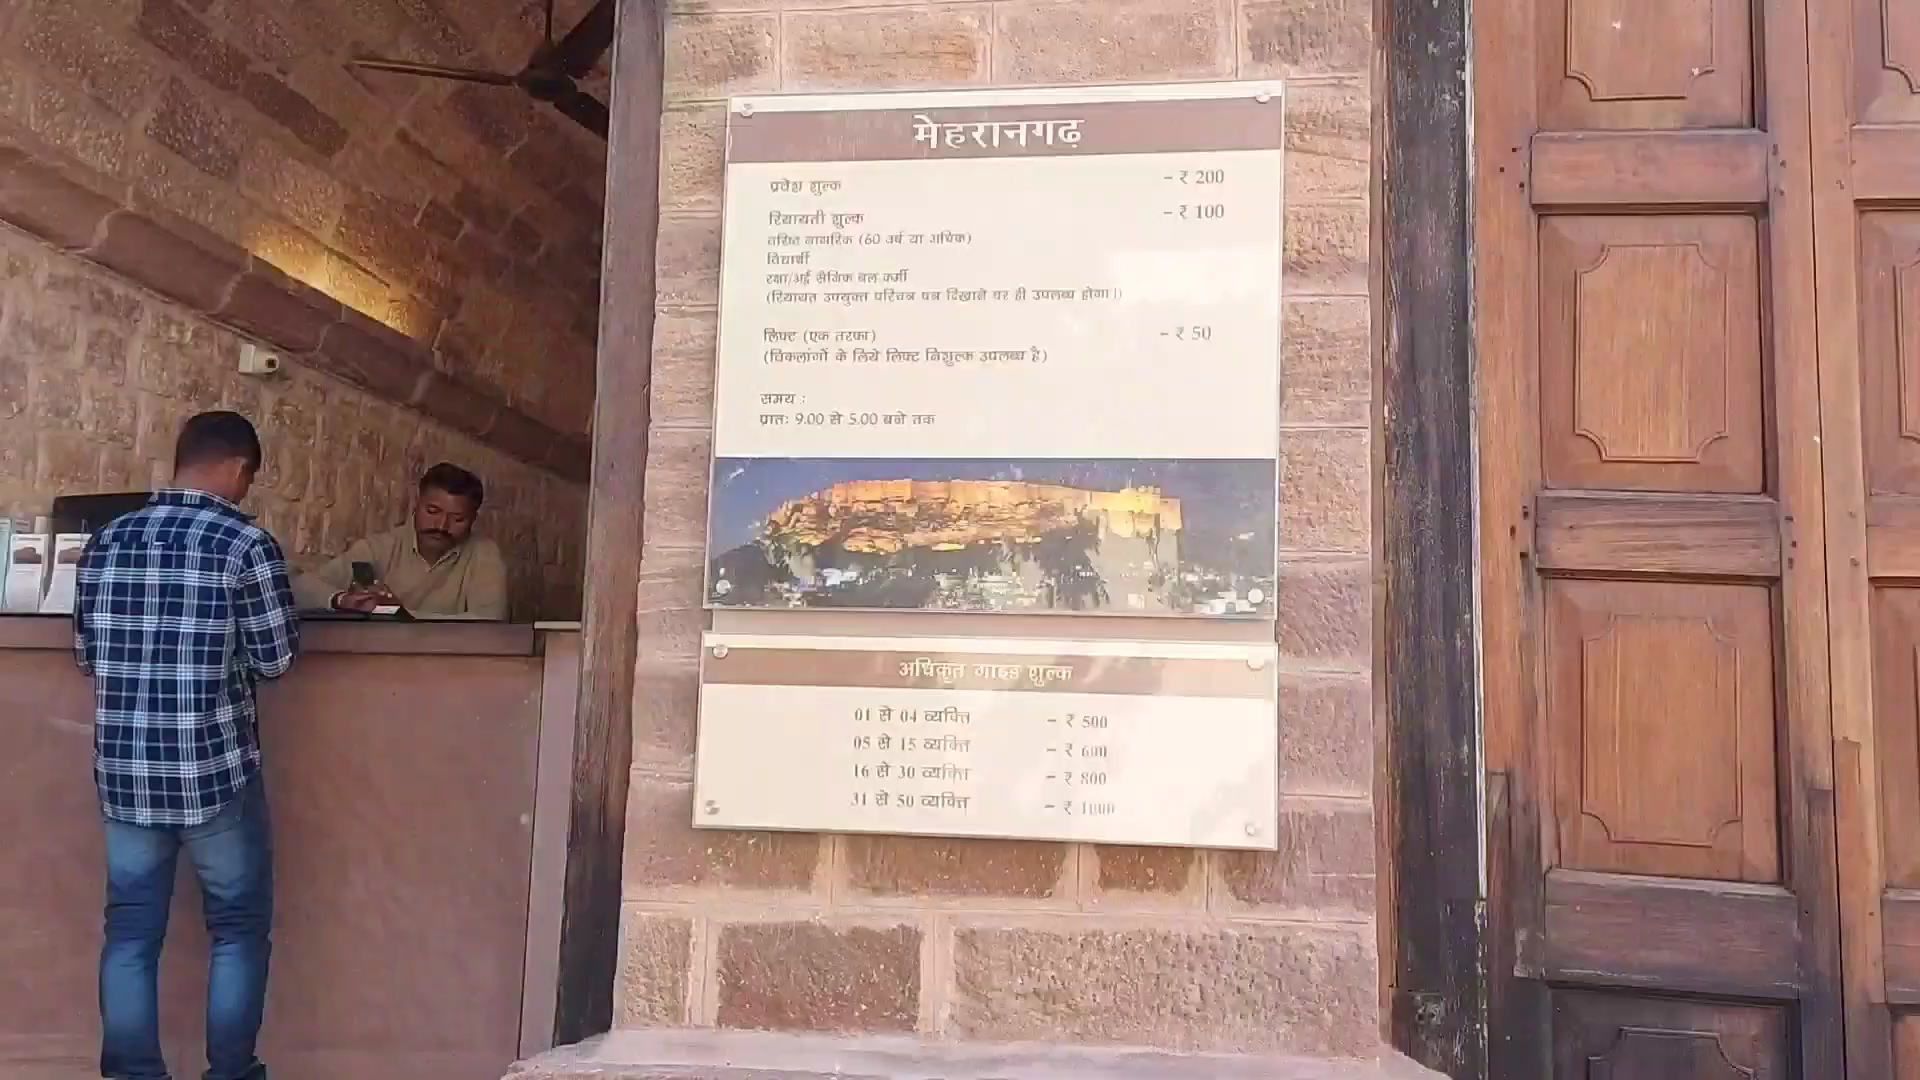 मेहरानगढ़
प्रवेश शुल्क - ₹ 200
रियायती शुल्क - ₹ 100
वरिष्ठ नागरिक (60 वर्ष या अधिक)
विद्यार्थी
रक्षा/अर्द्ध सैनिक बल कर्मी
(रियायत उपयुक्त परिचय पत्र दिखाने पर ही उपलब्ध होगा।)
लिफ्ट (एक तरफा) - ₹ 50
(विकलांगों के लिये लिफ्ट निशुल्क उपलब्ध है)
समय :
प्रातः 9.00 से 5.00 बजे तक
अधिकृत गाइड शुल्क
01 से 04 व्यक्ति - ₹ 500
05 से 15 व्यक्ति - ₹ 600
16 से 30 व्यक्ति - ₹ 800
31 से 50 व्यक्ति - ₹ 1000